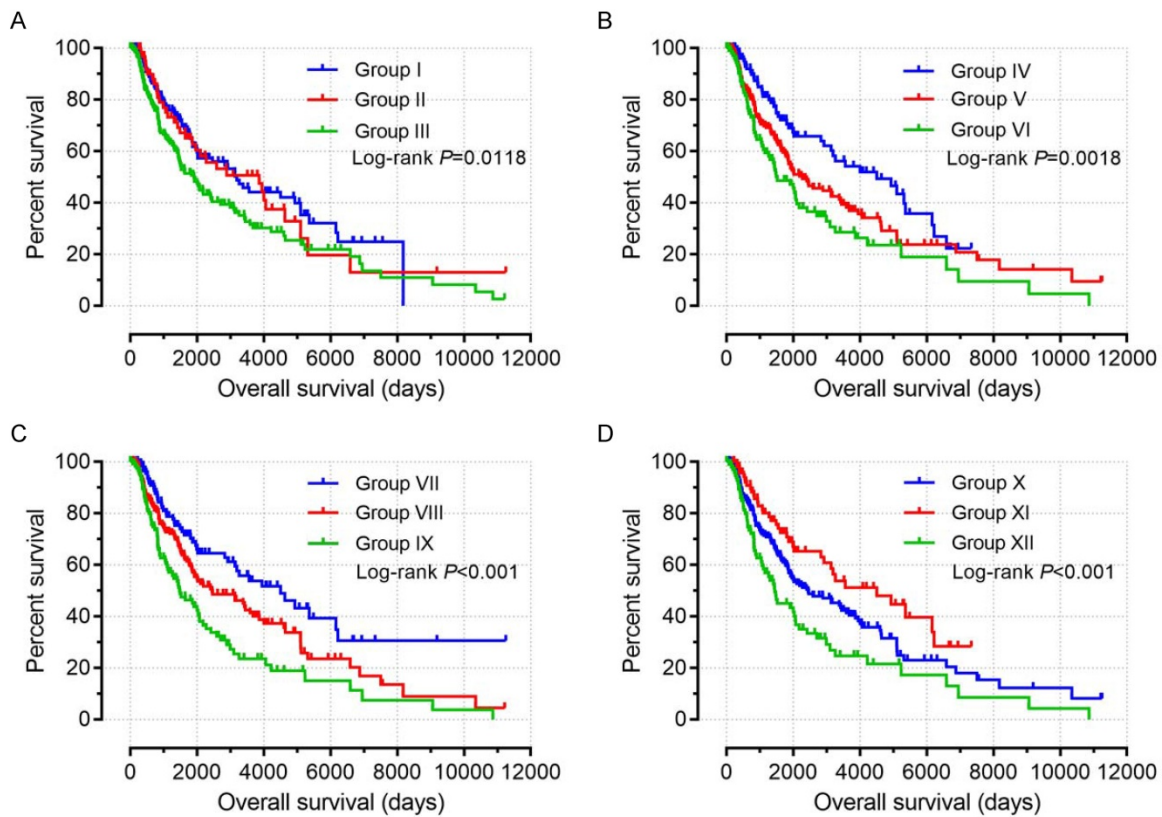 A
Percent survival
100
80
60
40
20
0
Group I
Group II
Group III
Log-rank P=0.0118
0 2000 4000 6000 8000 10000 12000
Overall survival (days)
B
Percent survival
100
80
60
40
20
0
Group IV
Group V
Group VI
Log-rank P=0.0018
0 2000 4000 6000 8000 10000 12000
Overall survival (days)
C
Percent survival
100
80
60
40
20
0
Group VII
Group VIII
Group IX
Log-rank P<0.001
0 2000 4000 6000 8000 10000 12000
Overall survival (days)
D
Percent survival
100
80
60
40
20
0
Group X
Group XI
Group XII
Log-rank P<0.001
0 2000 4000 6000 8000 10000 12000
Overall survival (days)